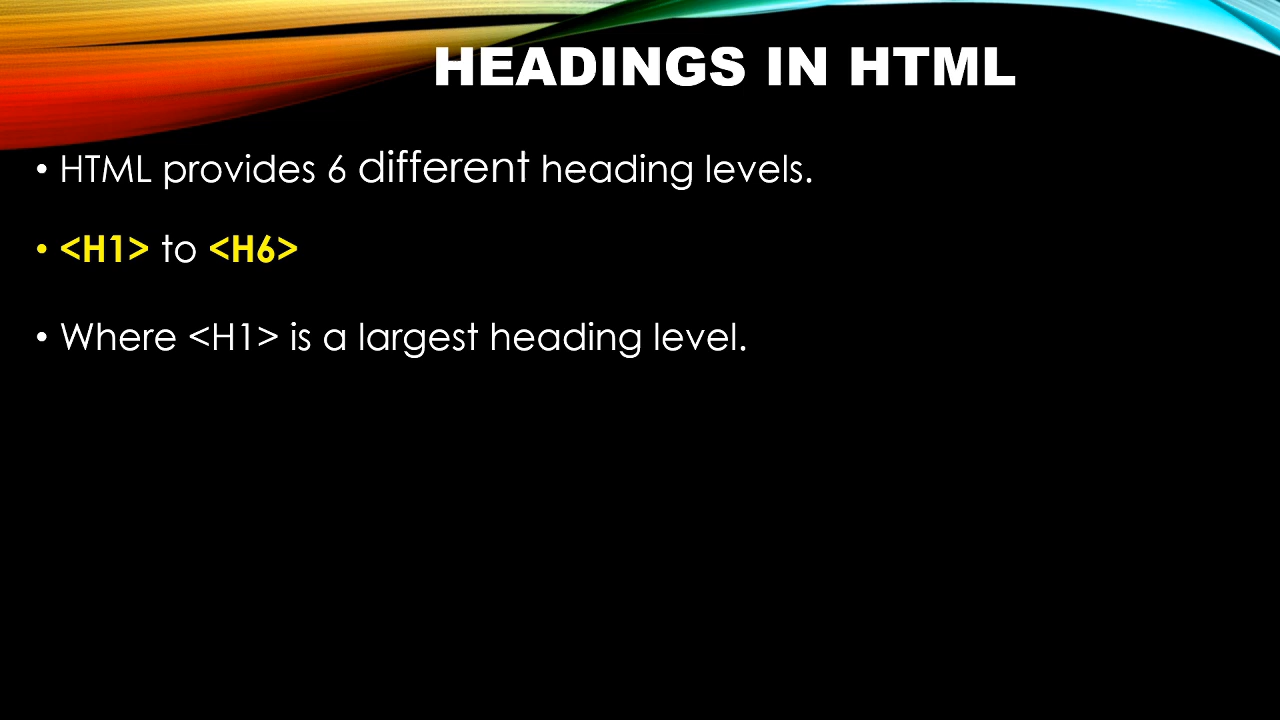 HEADINGS IN HTML
• HTML provides 6 different heading levels.
• <H1> to <H6>
• Where <H1> is a largest heading level.